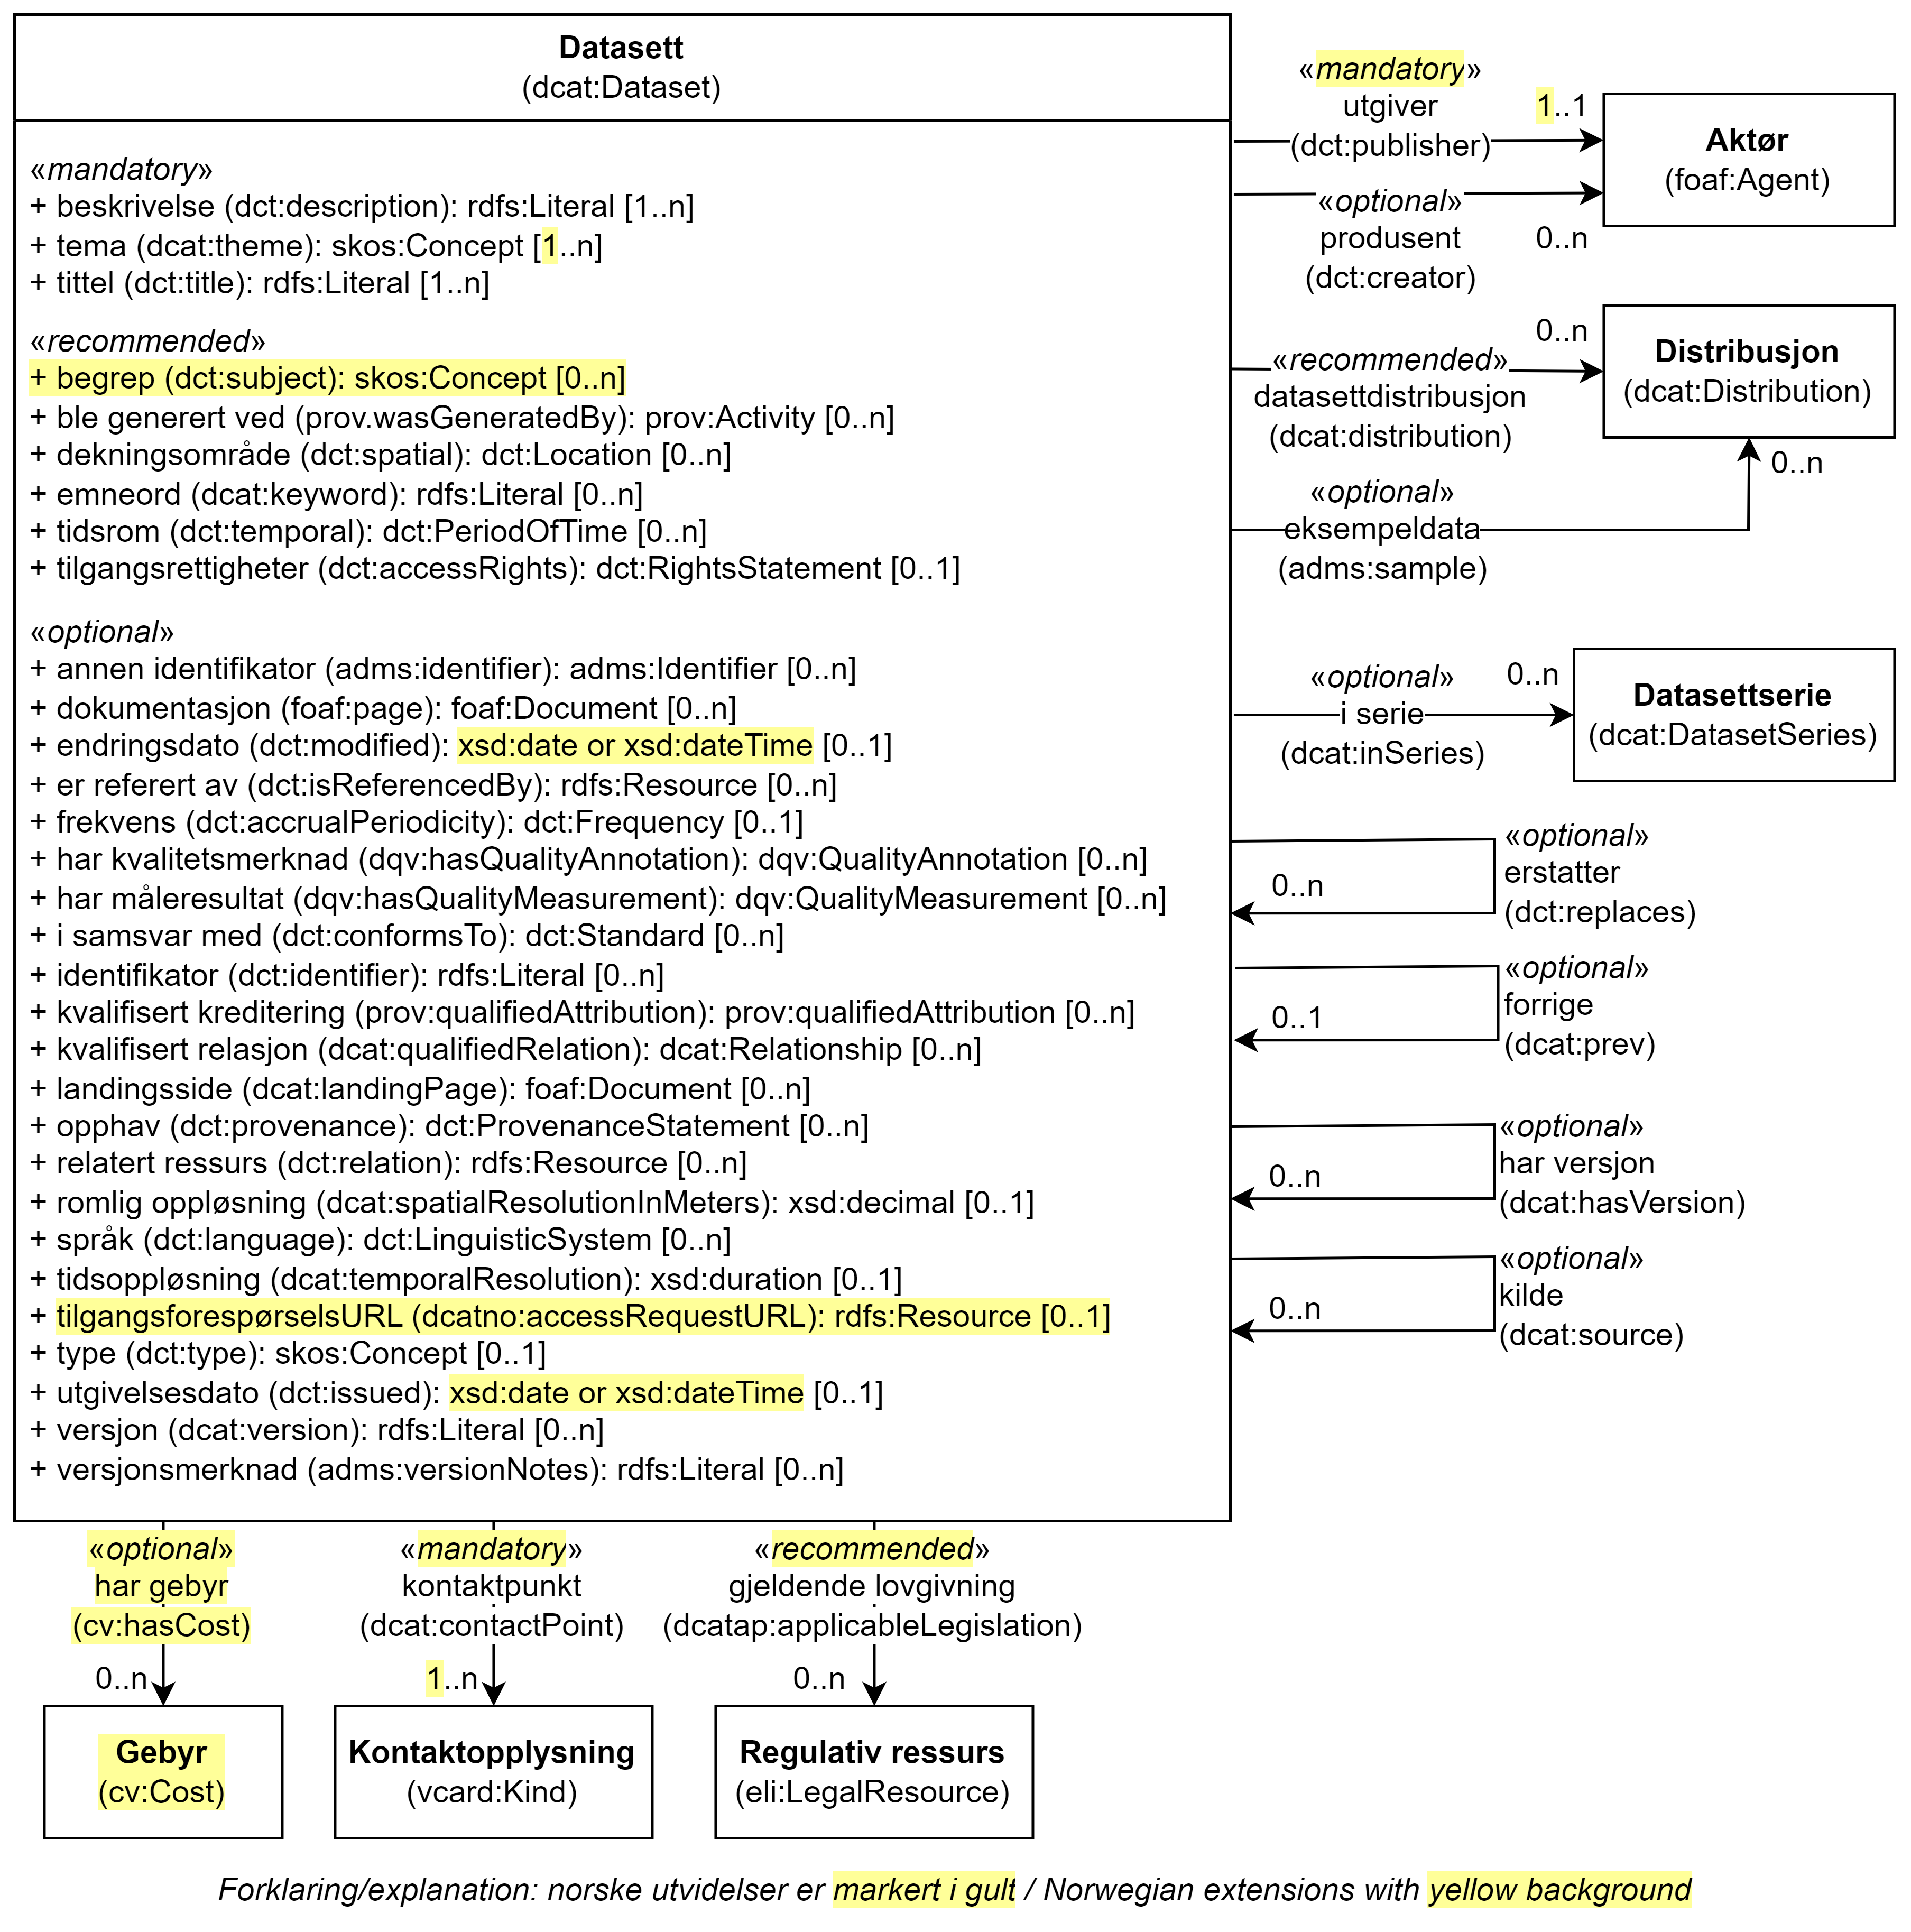 Datasett
(dcat:Dataset)
«mandatory»
+ beskrivelse (dct:description): rdfs:Literal [1..n]
+ tema (dcat:theme): skos:Concept [1..n]
+ tittel (dct:title): rdfs:Literal [1..n]
«recommended»
+ begrep (dct:subject): skos:Concept [0..n]
+ ble generert ved (prov.wasGeneratedBy): prov:Activity [0..n]
+ dekningsområde (dct:spatial): dct:Location [0..n]
+ emneord (dcat:keyword): rdfs:Literal [0..n]
+ tidsrom (dct:temporal): dct:PeriodOfTime [0..n]
+ tilgangsrettigheter (dct:accessRights): dct:RightsStatement [0..1]
«optional»
+ annen identifikator (adms:identifier): adms:Identifier [0..n]
+ dokumentasjon (foaf:page): foaf:Document [0..n]
+ endringsdato (dct:modified): xsd:date or xsd:dateTime [0..1]
+ er referert av (dct:isReferencedBy): rdfs:Resource [0..n]
+ frekvens (dct:accrualPeriodicity): dct:Frequency [0..1]
+ har kvalitetsmerknad (dqv:hasQualityAnnotation): dqv:QualityAnnotation [0..n]
+ har måleresultat (dqv:hasQualityMeasurement): dqv:QualityMeasurement [0..n]
+ i samsvar med (dct:conformsTo): dct:Standard [0..n]
+ identifikator (dct:identifier): rdfs:Literal [0..n]
+ kvalifisert kreditering (prov:qualifiedAttribution): prov:qualifiedAttribution [0..n]
+ kvalifisert relasjon (dcat:qualifiedRelation): dcat:Relationship [0..n]
+ landingsside (dcat:landingPage): foaf:Document [0..n]
+ opphav (dct:provenance): dct:ProvenanceStatement [0..n]
+ relatert ressurs (dct:relation): rdfs:Resource [0..n]
+ romlig oppløsning (dcat:spatialResolutionInMeters): xsd:decimal [0..1]
+ språk (dct:language): dct:LinguisticSystem [0..n]
+ tidsoppløsning (dcat:temporalResolution): xsd:duration [0..1]
+ tilgangsforespørselsURL (dcatno:accessRequestURL): rdfs:Resource [0..1]
+ type (dct:type): skos:Concept [0..1]
+ utgivelsesdato (dct:issued): xsd:date or xsd:dateTime [0..1]
+ versjon (dcat:version): rdfs:Literal [0..n]
+ versjonsmerknad (adms:versionNotes): rdfs:Literal [0..n]
«mandatory»
utgiver
(dct:publisher)
1..1
«optional»
produsent
(dct:creator)
0..n
Aktør
(foaf:Agent)
«recommended»
datasettdistribusjon
(dcat:distribution)
0..n
Distribusjon
(dcat:Distribution)
«optional»
eksempeldata
(adms:sample)
0..n
«optional»
i serie
(dcat:inSeries)
0..n
Datasettserie
(dcat:DatasetSeries)
«optional»
erstatter
(dct:replaces)
0..n
«optional»
forrige
(dcat:prev)
0..1
«optional»
har versjon
(dcat:hasVersion)
0..n
«optional»
kilde
(dcat:source)
0..n
«optional»
har gebyr
(cv:hasCost)
0..n
Gebyr
(cv:Cost)
«mandatory»
kontaktpunkt
(dcat:contactPoint)
1..n
Kontaktopplysning
(vcard:Kind)
«recommended»
gjeldende lovgivning
(dcatap:applicableLegislation)
0..n
Regulativ ressurs
(eli:LegalResource)
Forklaring/explanation: norske utvidelser er markert i gult / Norwegian extensions with yellow background